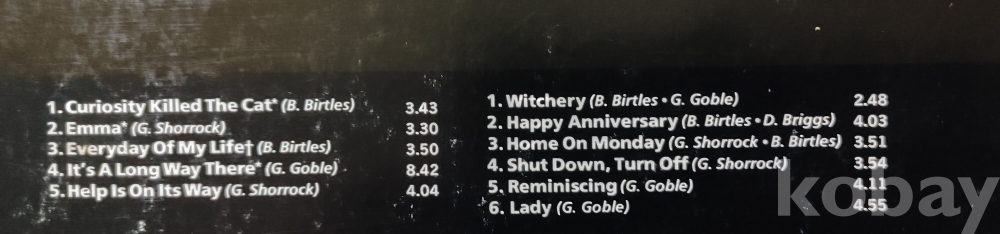 1. Curiosity Killed The Cat* (B. Birtles) 3.43
2. Emma* (G. Shorrock) 3.30
3. Everyday Of My Life† (B. Birtles) 3.50
4. It's A Long Way There* (G. Goble) 8.42
5. Help Is On Its Way (G. Shorrock) 4.04
1. Witchery (B. Birtles • G. Goble) 2.48
2. Happy Anniversary (B. Birtles • D. Briggs) 4.03
3. Home On Monday (G. Shorrock • B. Birtles) 3.51
4. Shut Down, Turn Off (G. Shorrock) 3.54
5. Reminiscing (G. Goble) 4.11
6. Lady (G. Goble) 4.55
kobay